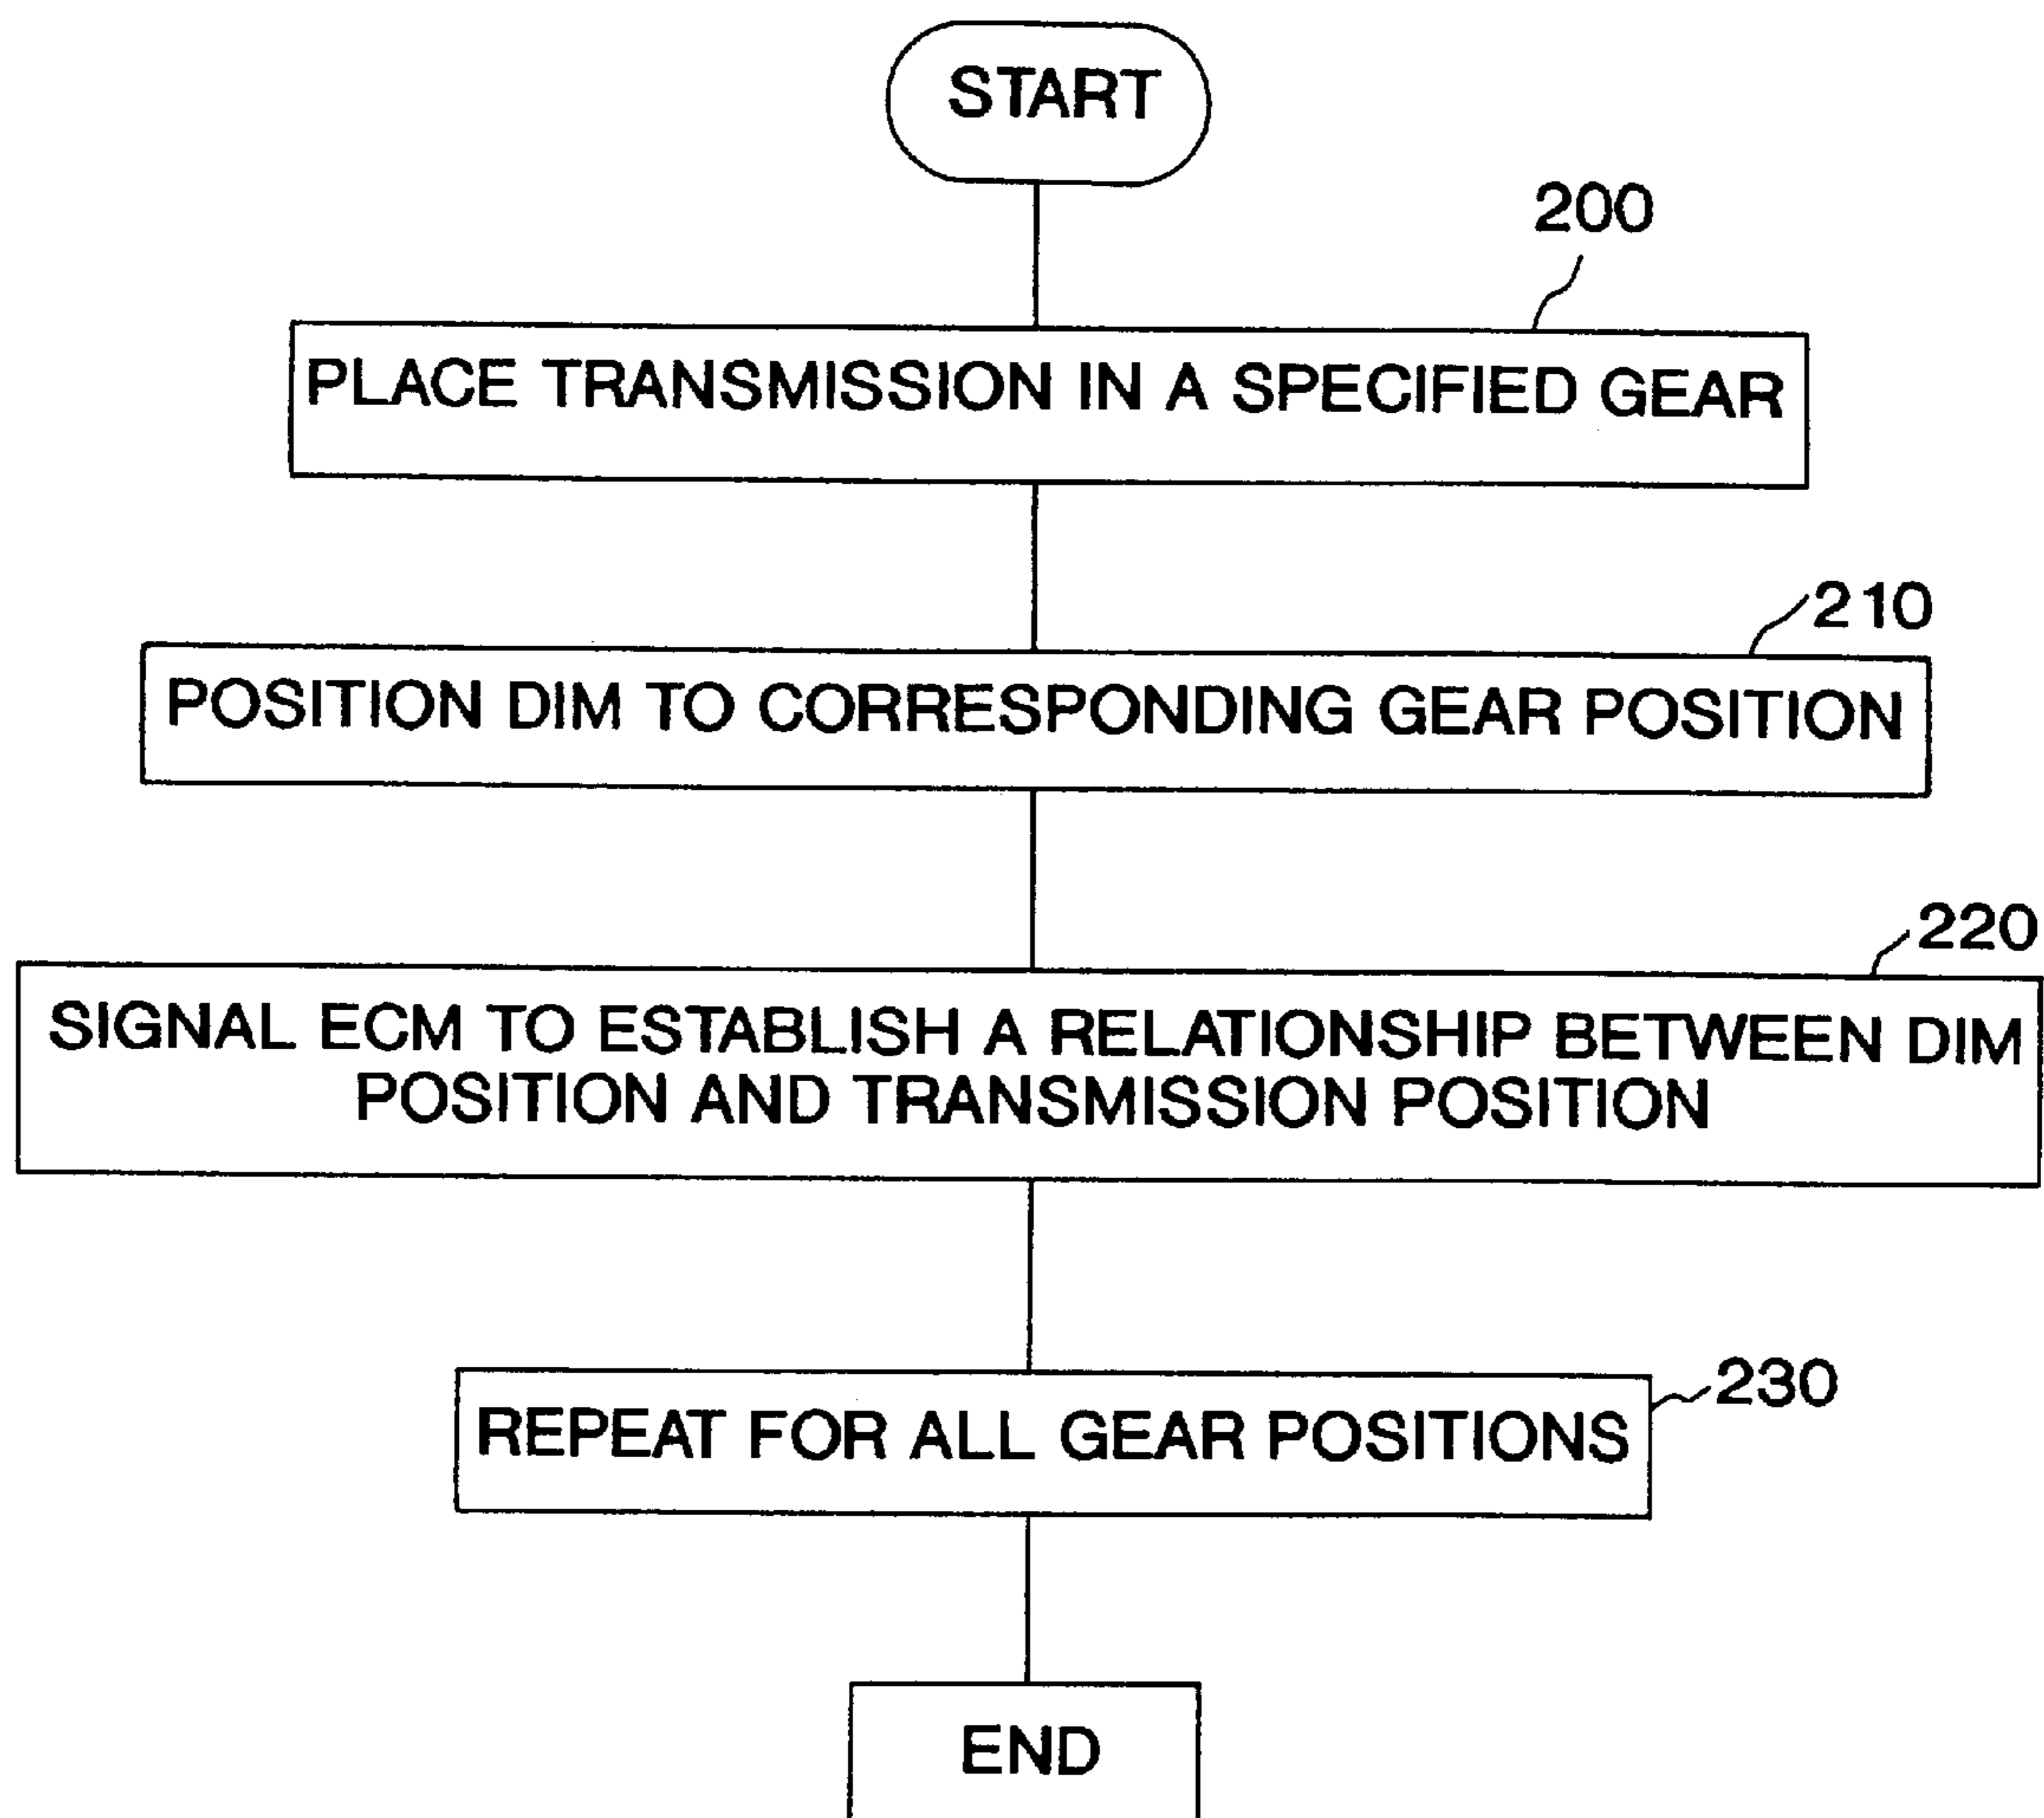 START
200
PLACE TRANSMISSION IN A SPECIFIED GEAR
210
POSITION DIM TO CORRESPONDING GEAR POSITION
220
SIGNAL ECM TO ESTABLISH A RELATIONSHIP BETWEEN DIM
POSITION AND TRANSMISSION POSITION
230
REPEAT FOR ALL GEAR POSITIONS
END